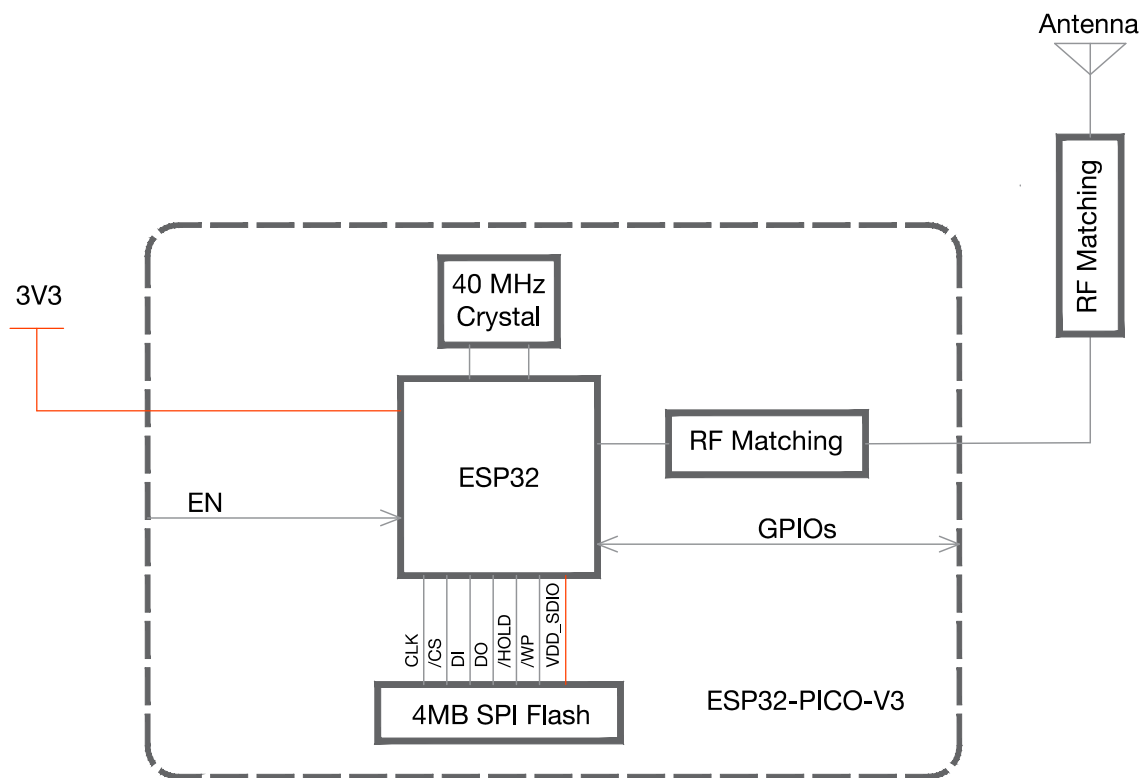 Antenna
RF Matching
3V3
40 MHz
Crystal
RF Matching
ESP32
EN
GPIOs
CLK
/CS
DI
DO
/HOLD
/WP
VDD_SDIO
4MB SPI Flash
ESP32-PICO-V3